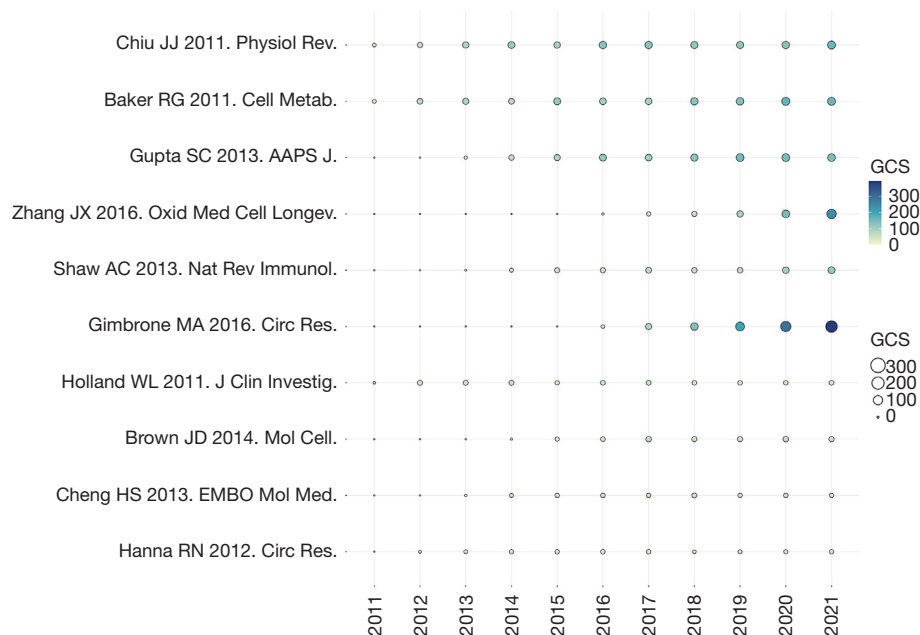 Chiu JJ 2011. Physiol Rev.
Baker RG 2011. Cell Metab.
Gupta SC 2013. AAPS J.
Zhang JX 2016. Oxid Med Cell Longev.
Shaw AC 2013. Nat Rev Immunol.
Gimbrone MA 2016. Circ Res.
Holland WL 2011. J Clin Investig.
Brown JD 2014. Mol Cell.
Cheng HS 2013. EMBO Mol Med.
Hanna RN 2012. Circ Res.
2011 2012 2013 2014 2015 2016 2017 2018 2019 2020 2021
GCS
300
200
100
0
GCS
300
200
100
0